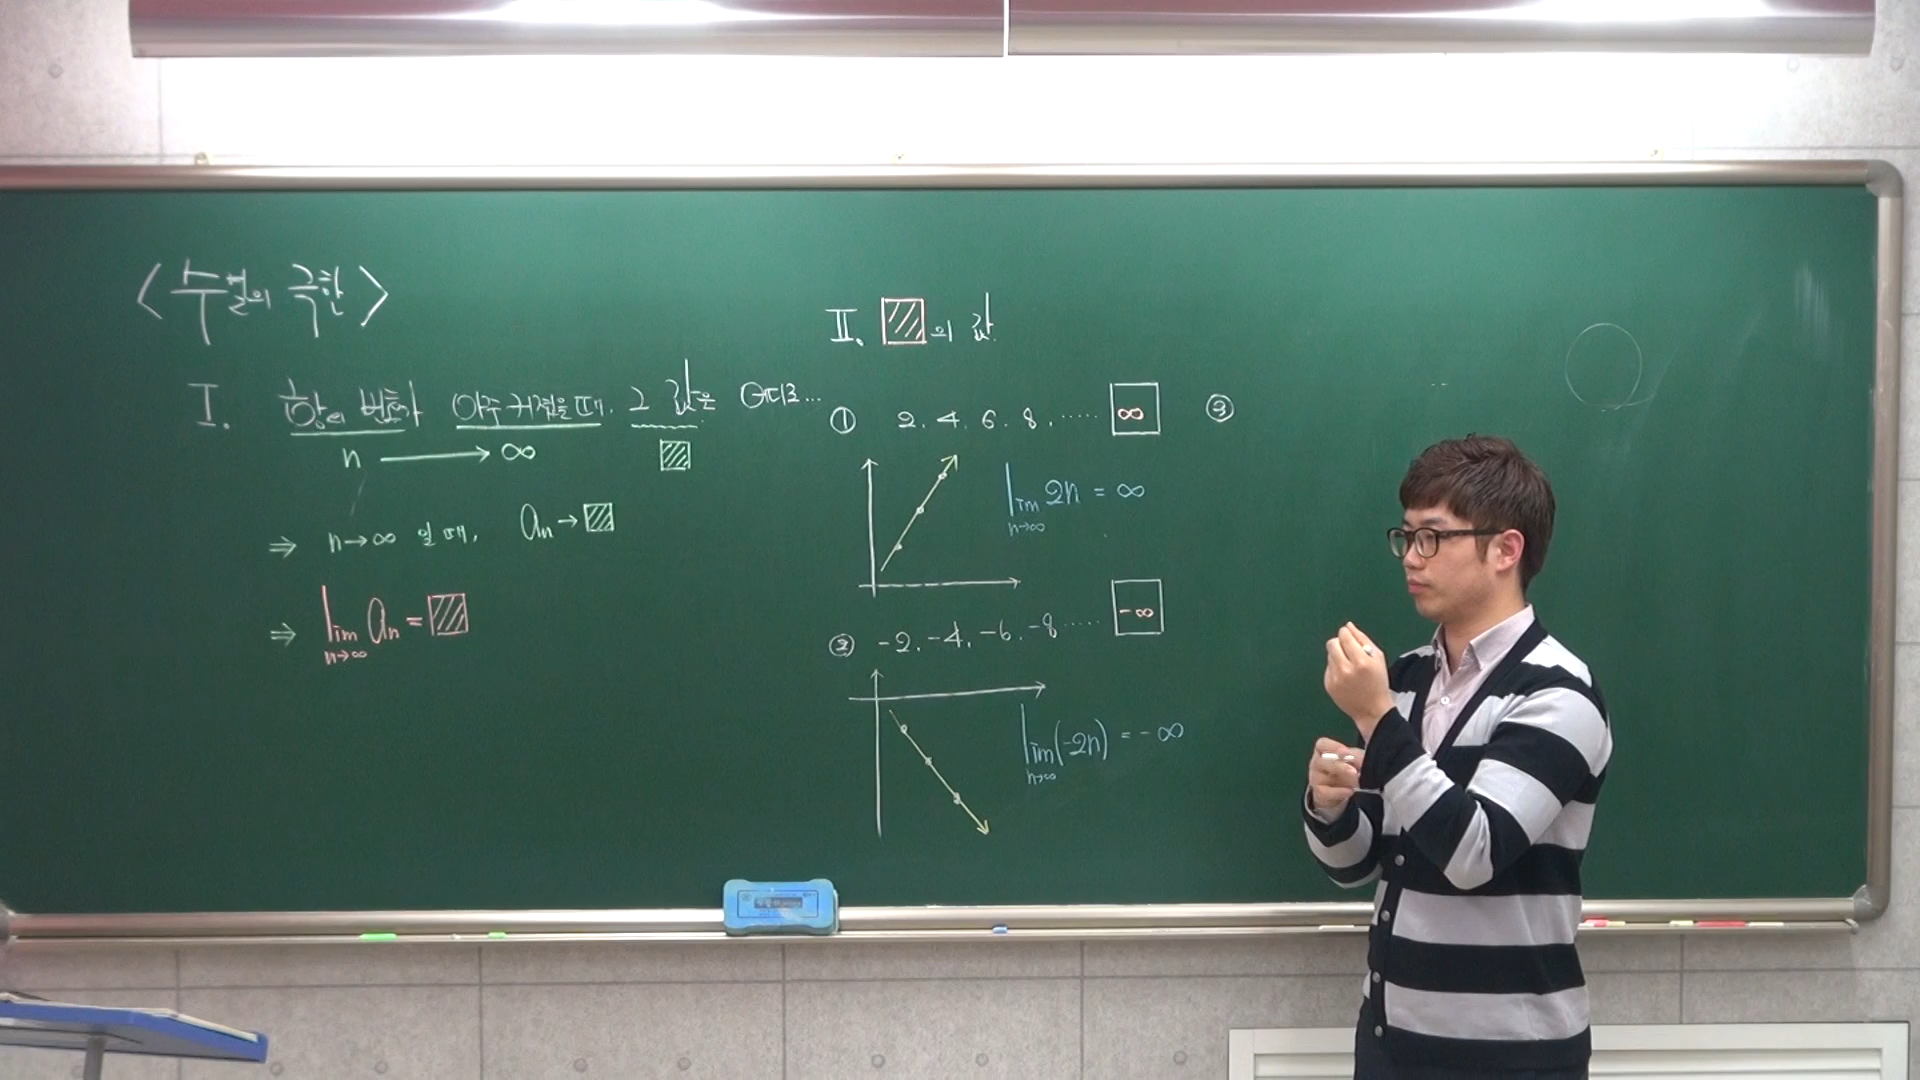 <수열의 극한>
I. 항의 번호가 아주 커졌을 때, 그 값은 어디로...
n → ∞ ▨
⇒ n→∞ 일 때, aₙ → ▨
⇒ lim aₙ = ▨
n→∞
II. ▨의 값.
① 2, 4, 6, 8, ····· ∞
lim 2n = ∞
n→∞
② -2, -4, -6, -8 ····· -∞
lim (-2n) = -∞
n→∞
③